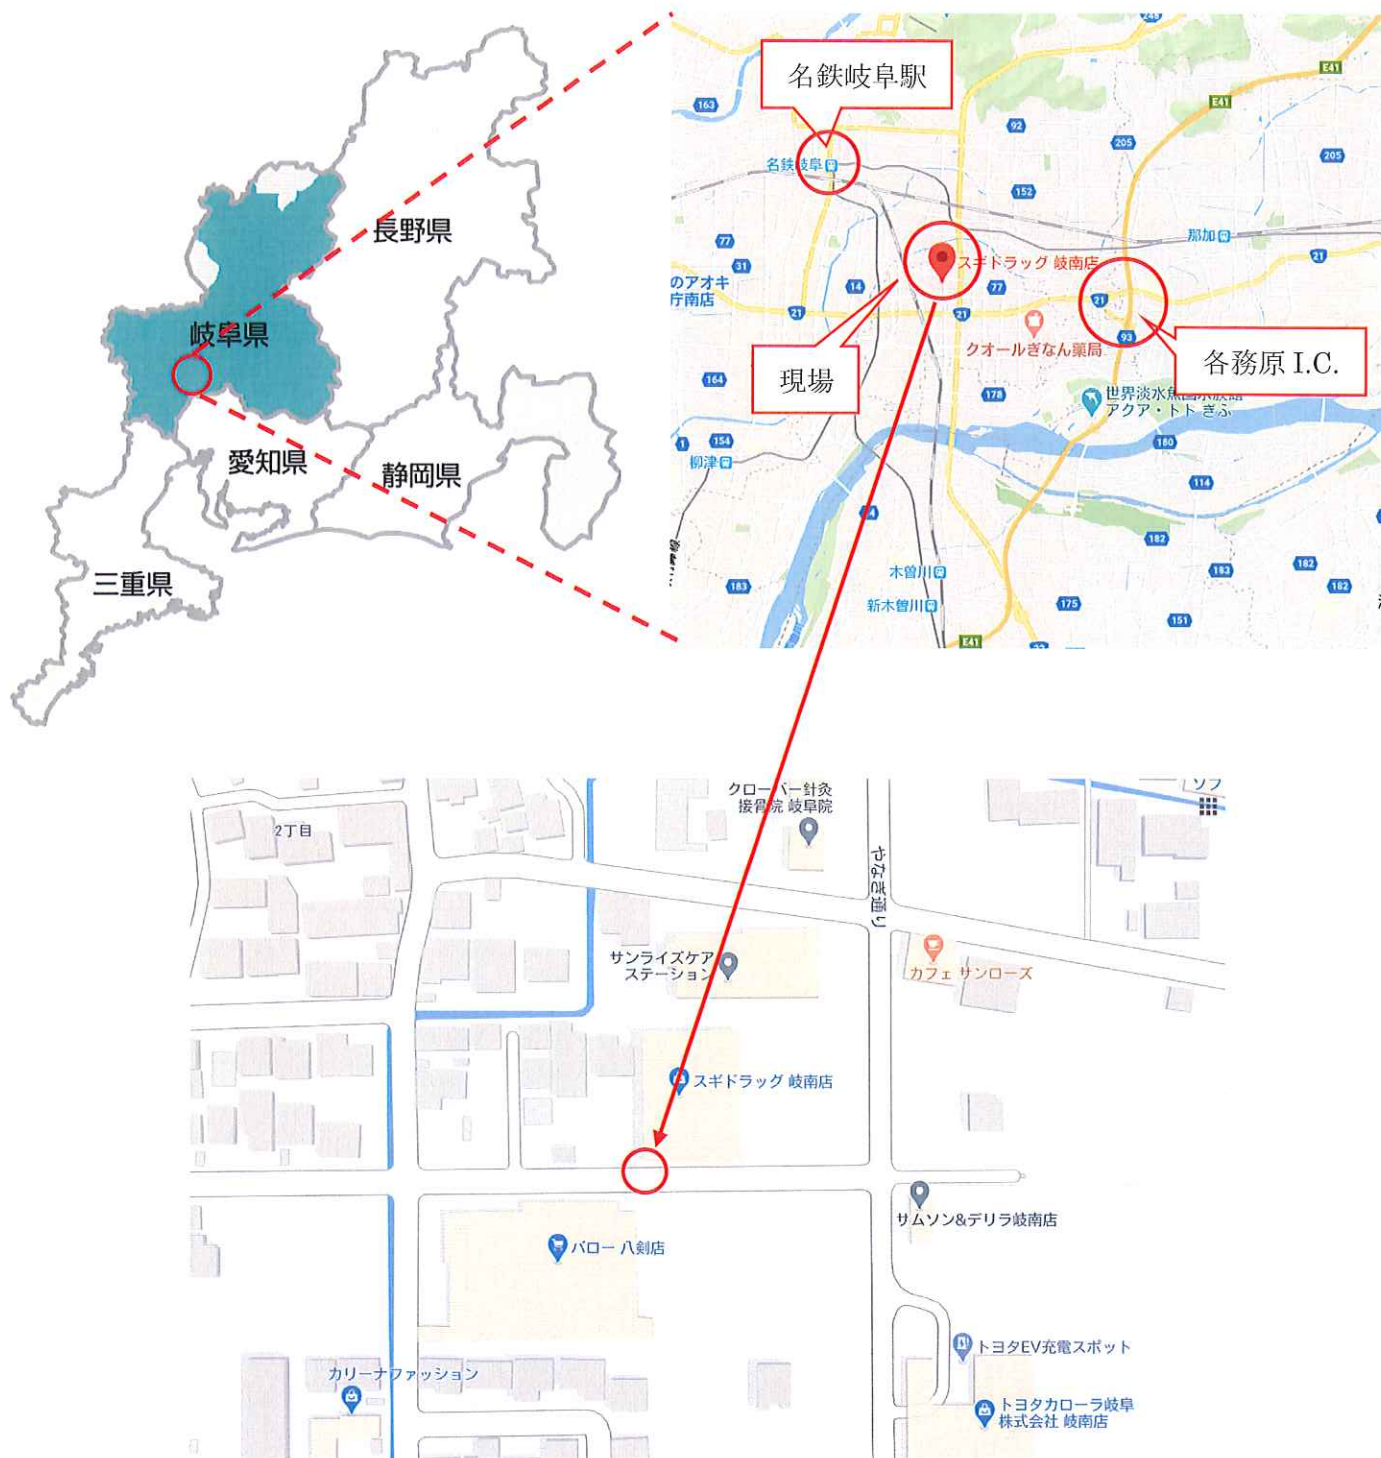 長野県
岐阜県
愛知県
静岡県
三重県
名鉄岐阜駅
163
E41
E41
92
205
205
名鉄岐阜
152
77
31
那加
21
のアオキ
庁南店
14
スギドラッグ 岐南店
77
21
21
21
93
クオールぎなん薬局
各務原 I.C.
現場
164
178
世界淡水魚園水族館
アクア・トト ぎふ
1
154
柳津
180
114
182
183
木曽川
183
182
182
新木曽川
175
151
E41
クローバー針灸
接骨院 岐阜院
ソフ
2丁目
やなぎ通り
サンライズケア
ステーション
カフェ サンローズ
スギドラッグ 岐南店
サムソン&デリラ岐南店
バロー 八剣店
トヨタEV充電スポット
カリーナファッション
トヨタカローラ岐阜
株式会社 岐南店